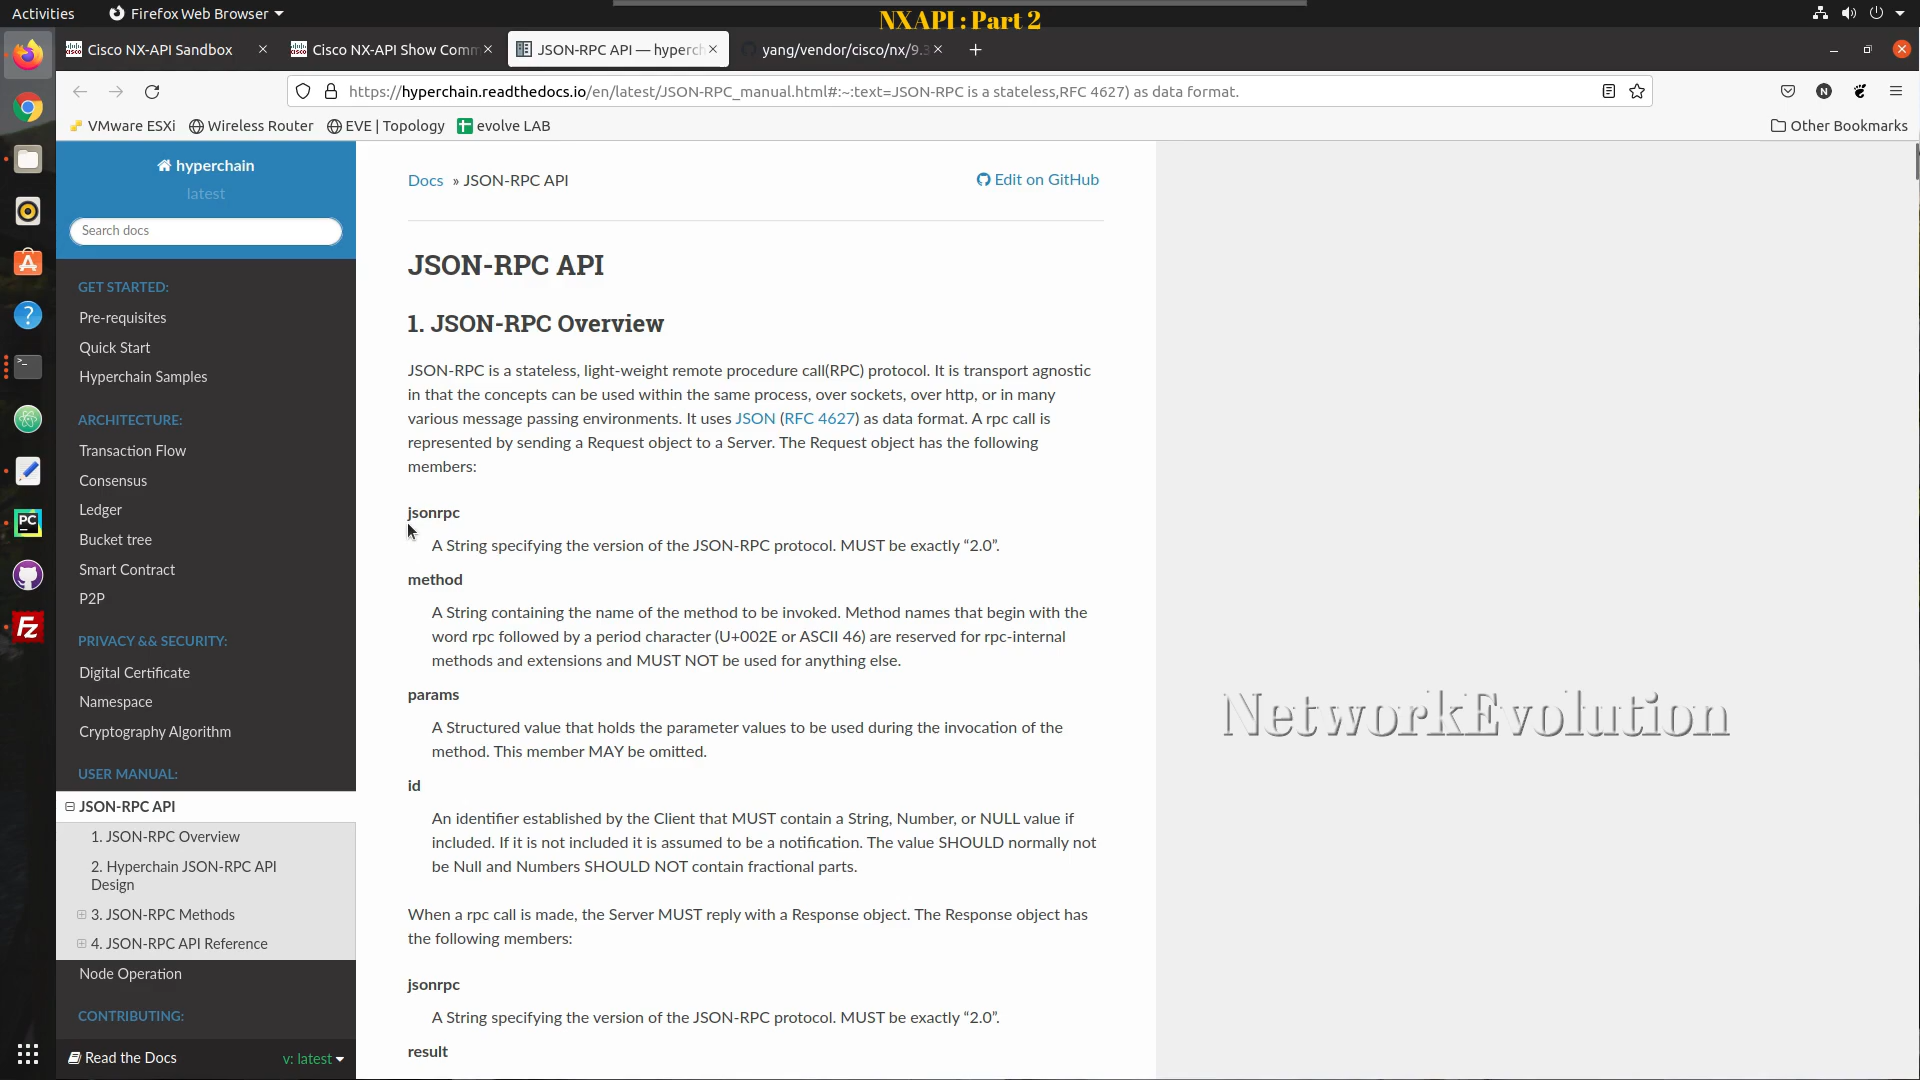 Activities
Firefox Web Browser
NXAPI : Part 2
Cisco NX-API Sandbox
Cisco NX-API Show Comm
JSON-RPC API — hyperch
yang/vendor/cisco/nx/9.3
https://hyperchain.readthedocs.io/en/latest/JSON-RPC_manual.html#:~:text=JSON-RPC is a stateless,RFC 4627) as data format.
N
VMware ESXi
Wireless Router
EVE | Topology
evolve LAB
Other Bookmarks
hyperchain
latest
Search docs
GET STARTED:
Pre-requisites
Quick Start
Hyperchain Samples
ARCHITECTURE:
Transaction Flow
Consensus
Ledger
Bucket tree
Smart Contract
P2P
PRIVACY && SECURITY:
Digital Certificate
Namespace
Cryptography Algorithm
USER MANUAL:
JSON-RPC API
1. JSON-RPC Overview
2. Hyperchain JSON-RPC API
Design
3. JSON-RPC Methods
4. JSON-RPC API Reference
Node Operation
CONTRIBUTING:
Read the Docs
v: latest
Docs » JSON-RPC API
Edit on GitHub
JSON-RPC API
1. JSON-RPC Overview
JSON-RPC is a stateless, light-weight remote procedure call(RPC) protocol. It is transport agnostic
in that the concepts can be used within the same process, over sockets, over http, or in many
various message passing environments. It uses JSON (RFC 4627) as data format. A rpc call is
represented by sending a Request object to a Server. The Request object has the following
members:
jsonrpc
A String specifying the version of the JSON-RPC protocol. MUST be exactly “2.0”.
method
A String containing the name of the method to be invoked. Method names that begin with the
word rpc followed by a period character (U+002E or ASCII 46) are reserved for rpc-internal
methods and extensions and MUST NOT be used for anything else.
params
A Structured value that holds the parameter values to be used during the invocation of the
method. This member MAY be omitted.
id
An identifier established by the Client that MUST contain a String, Number, or NULL value if
included. If it is not included it is assumed to be a notification. The value SHOULD normally not
be Null and Numbers SHOULD NOT contain fractional parts.
When a rpc call is made, the Server MUST reply with a Response object. The Response object has
the following members:
jsonrpc
A String specifying the version of the JSON-RPC protocol. MUST be exactly “2.0”.
result
NetworkEvolution
PC
Fz